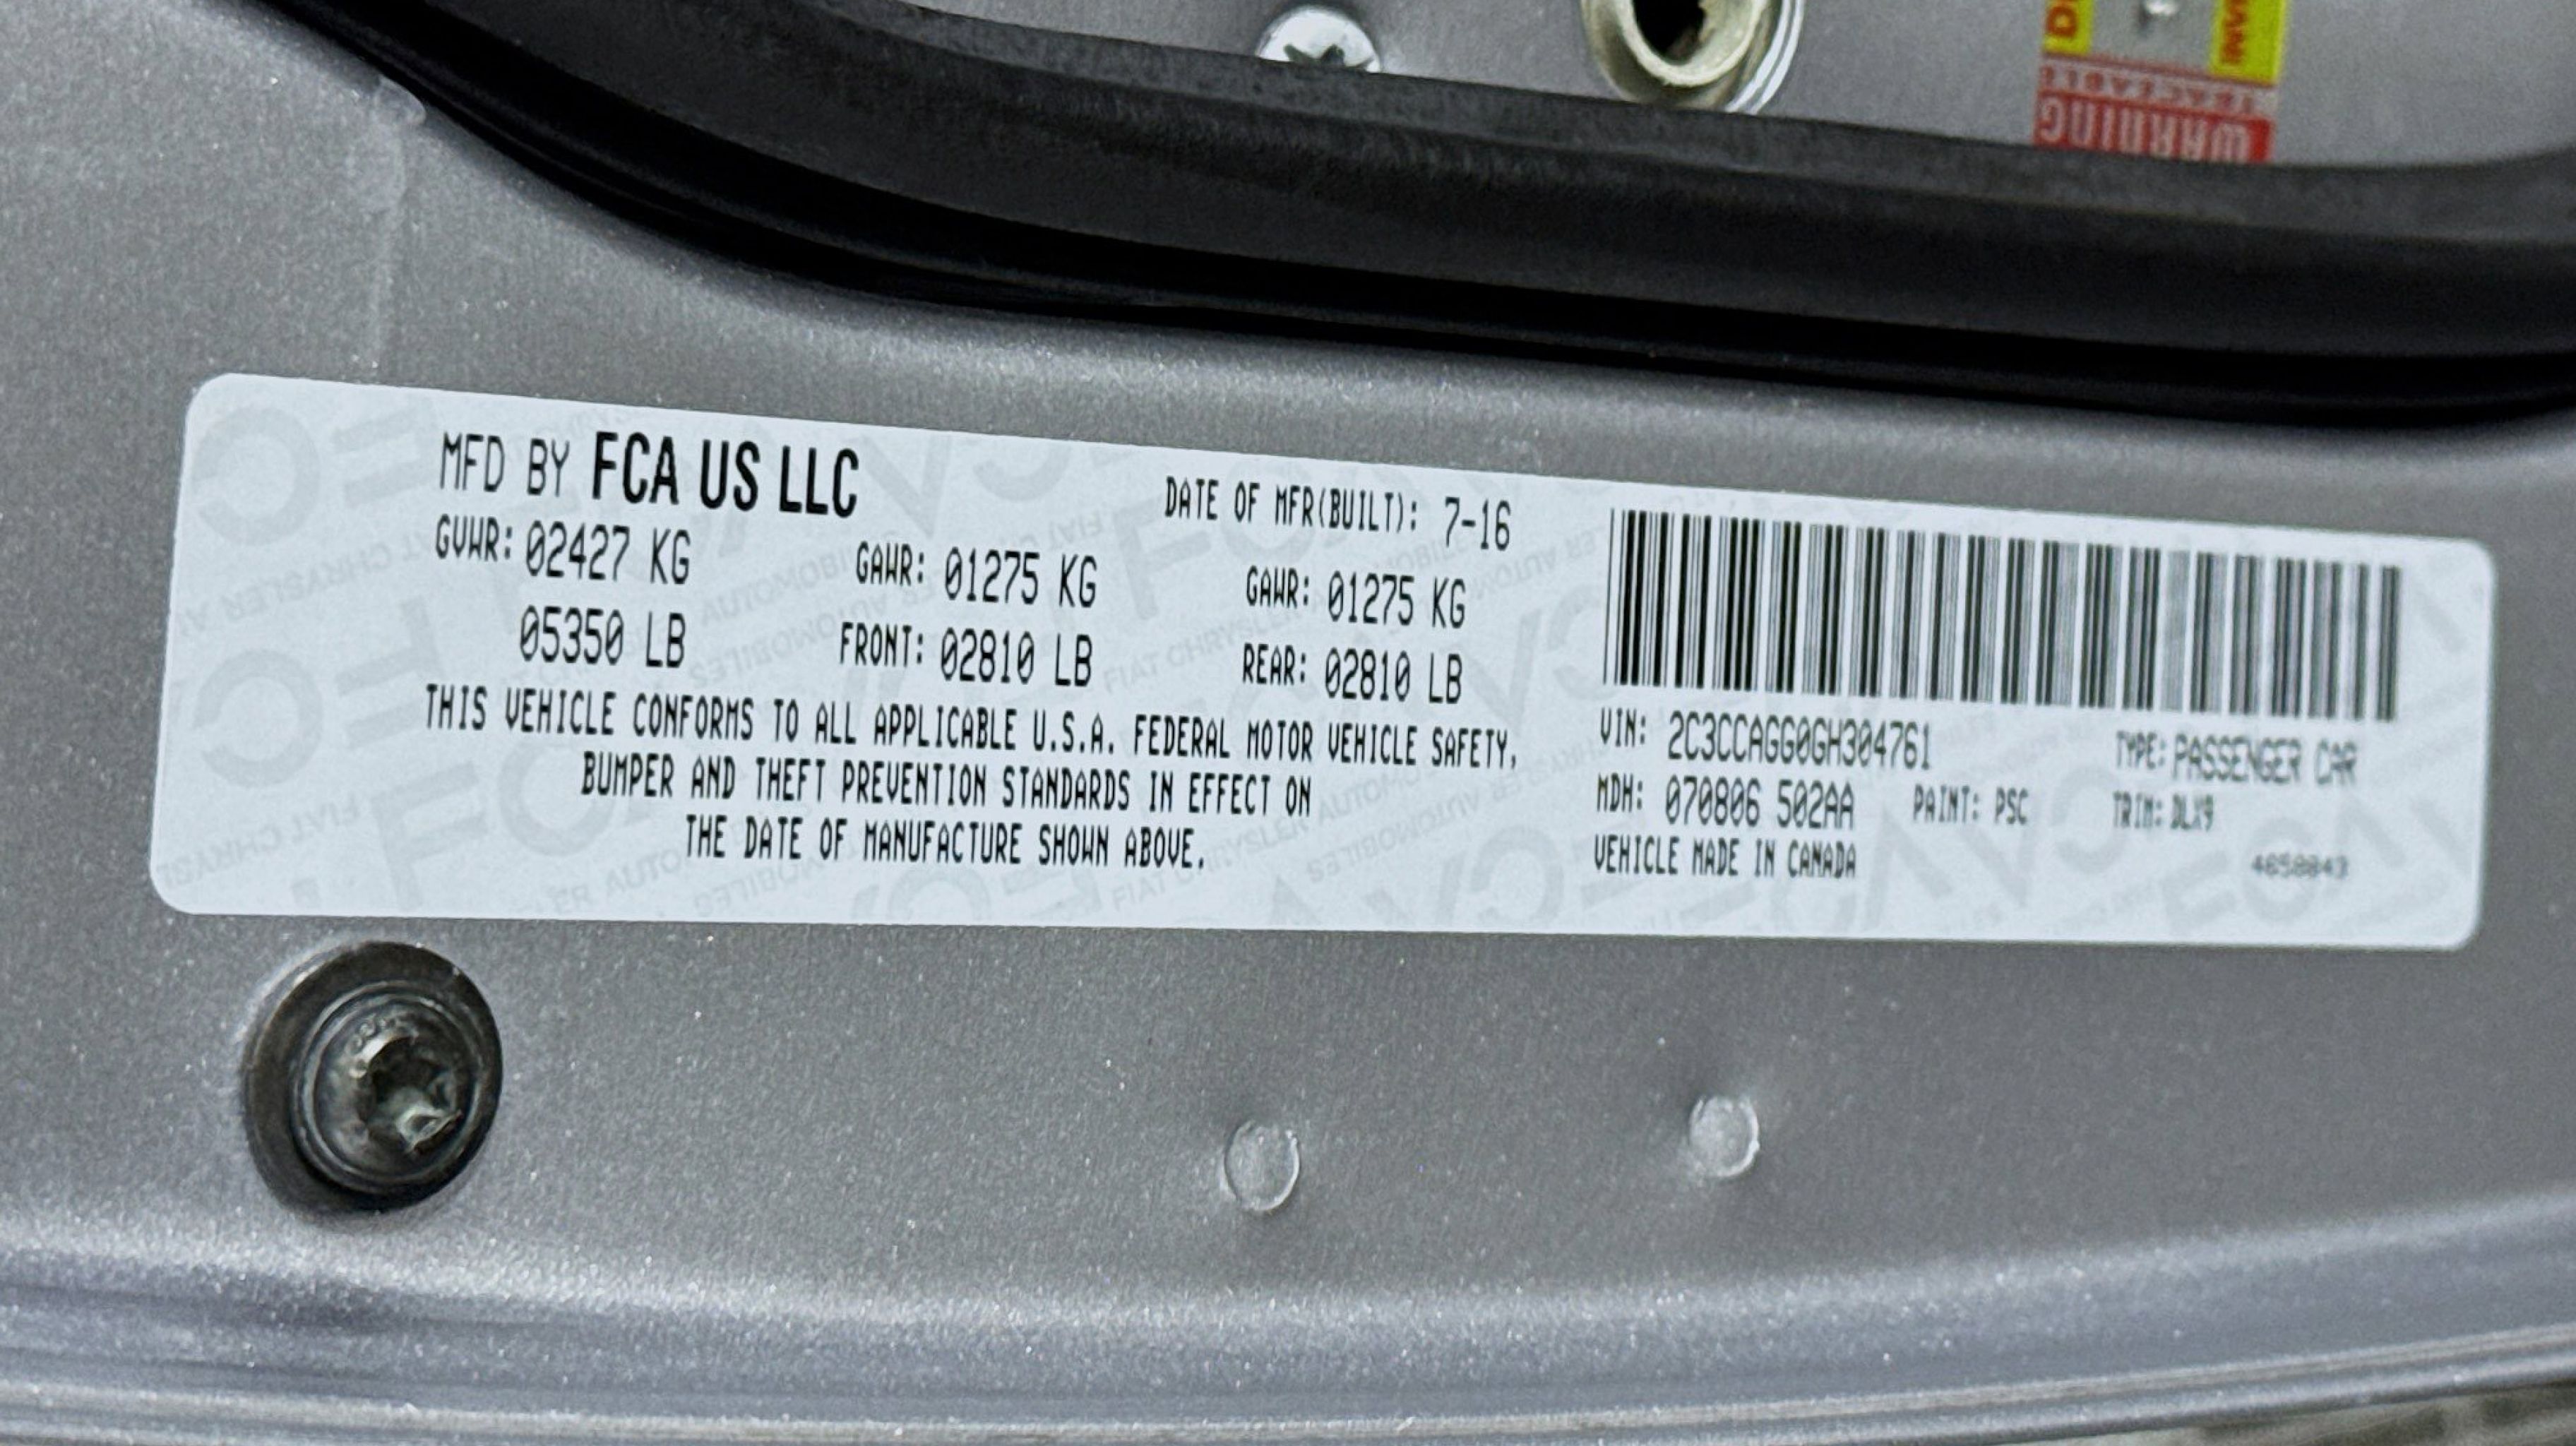 WARNING
MFD BY FCA US LLC
DATE OF MFR(BUILT): 7-16
GVWR: 02427 KG GAWR: 01275 KG GAWR: 01275 KG
05350 LB FRONT: 02810 LB REAR: 02810 LB
THIS VEHICLE CONFORMS TO ALL APPLICABLE U.S.A. FEDERAL MOTOR VEHICLE SAFETY,
BUMPER AND THEFT PREVENTION STANDARDS IN EFFECT ON
THE DATE OF MANUFACTURE SHOWN ABOVE.
VIN: 2C3CCAGG0GH304761 TYPE: PASSENGER CAR
MDH: 070806 502AA PAINT: PSC TRIM: DLX9
VEHICLE MADE IN CANADA
4658043